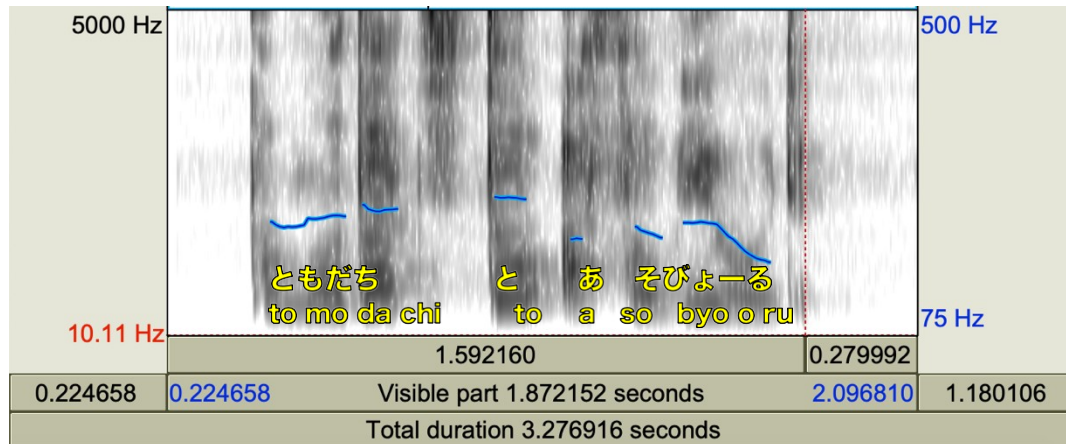 5000 Hz 500 Hz
ともだち と あ そびょーる
to mo da chi to a so byo o ru
10.11 Hz 75 Hz
1.592160 0.279992
0.224658 0.224658 Visible part 1.872152 seconds 2.096810 1.180106
Total duration 3.276916 seconds